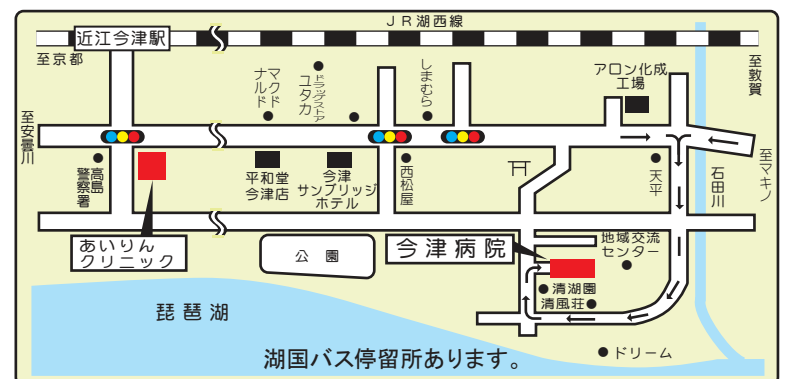 JR湖西線
近江今津駅
至京都
至敦賀
マクドナルド
ドラッグストア
ユタカ
しまむら
アロン化成
工場
至安曇川
至マキノ
高島
警察署
平和堂
今津店
今津
サンブリッジ
ホテル
西松屋
天平
石田川
あいりん
クリニック
公園
今津病院
地域交流
センター
清湖園
清風荘
琵琶湖
湖国バス停留所あります。
ドリーム